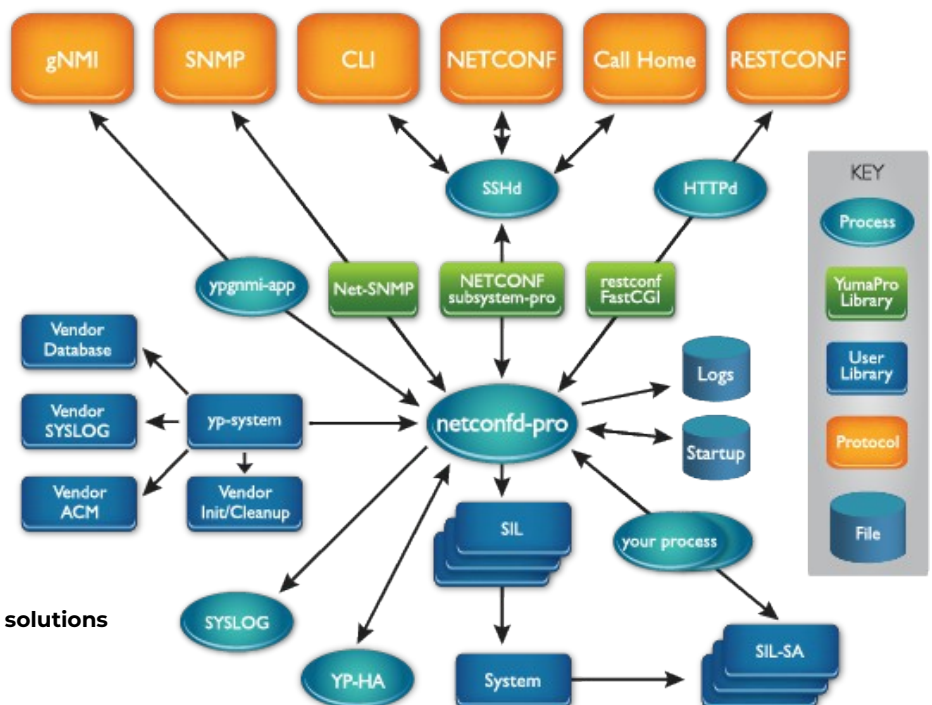 gNMI
SNMP
CLI
NETCONF
Call Home
RESTCONF
KEY
SSHd
HTTPd
Process
ypgnmi-app
Net-SNMP
NETCONF
subsystem-pro
restconf
FastCGI
YumaPro
Library
Vendor
Database
User
Library
Logs
Vendor
SYSLOG
yp-system
netconfd-pro
Protocol
Startup
Vendor
ACM
Vendor
Init/Cleanup
SIL
your process
File
solutions
SYSLOG
YP-HA
System
SIL-SA